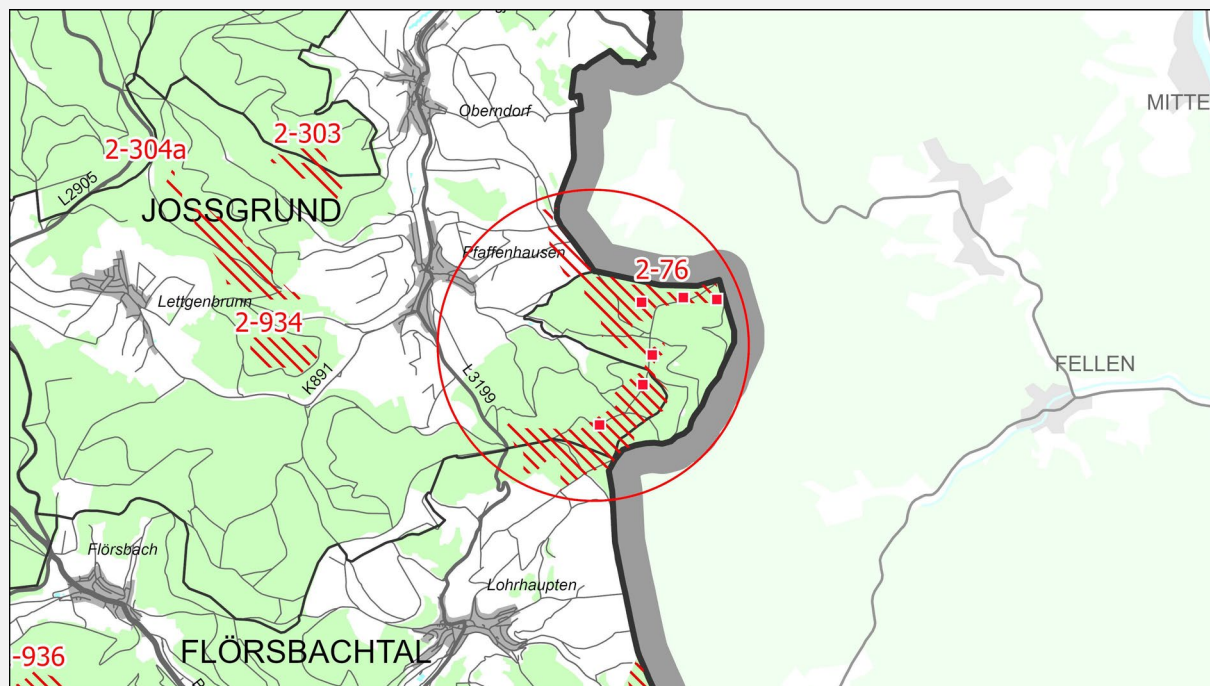 Oberndorf
MITTE
2-303
2-304a
L2905
JOSSGRUND
Pfaffenhausen
2-76
Lettgenbrunn
2-934
K891
L3199
FELLEN
Flörsbach
Lohrhaupten
FLÖRSBACHTAL
-936